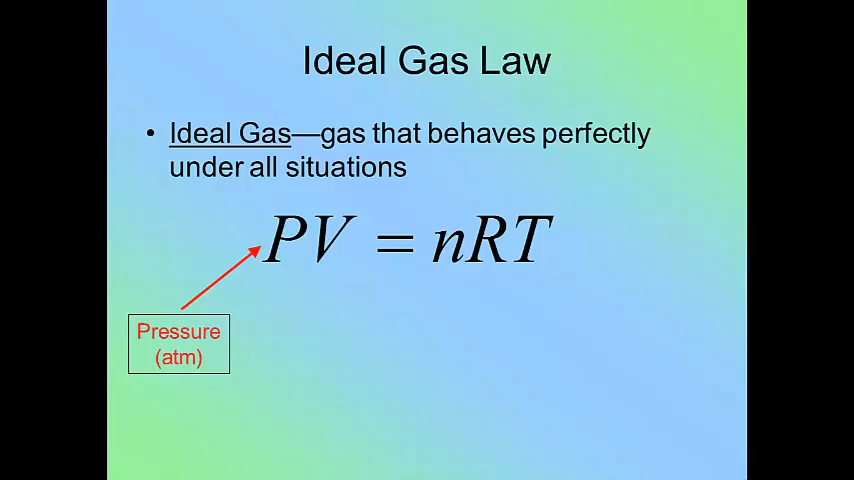 Ideal Gas Law
• Ideal Gas—gas that behaves perfectly
under all situations
PV = nRT
Pressure
(atm)